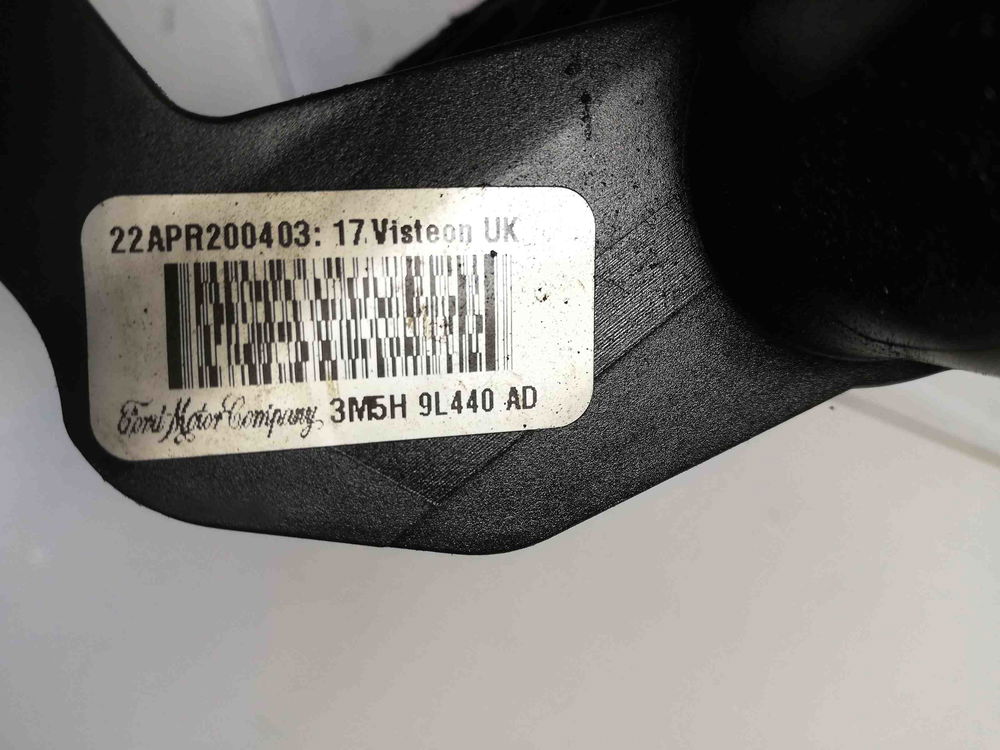 22APR200403: 17 Visteon UK
Ford Motor Company 3M5H 9L440 AD